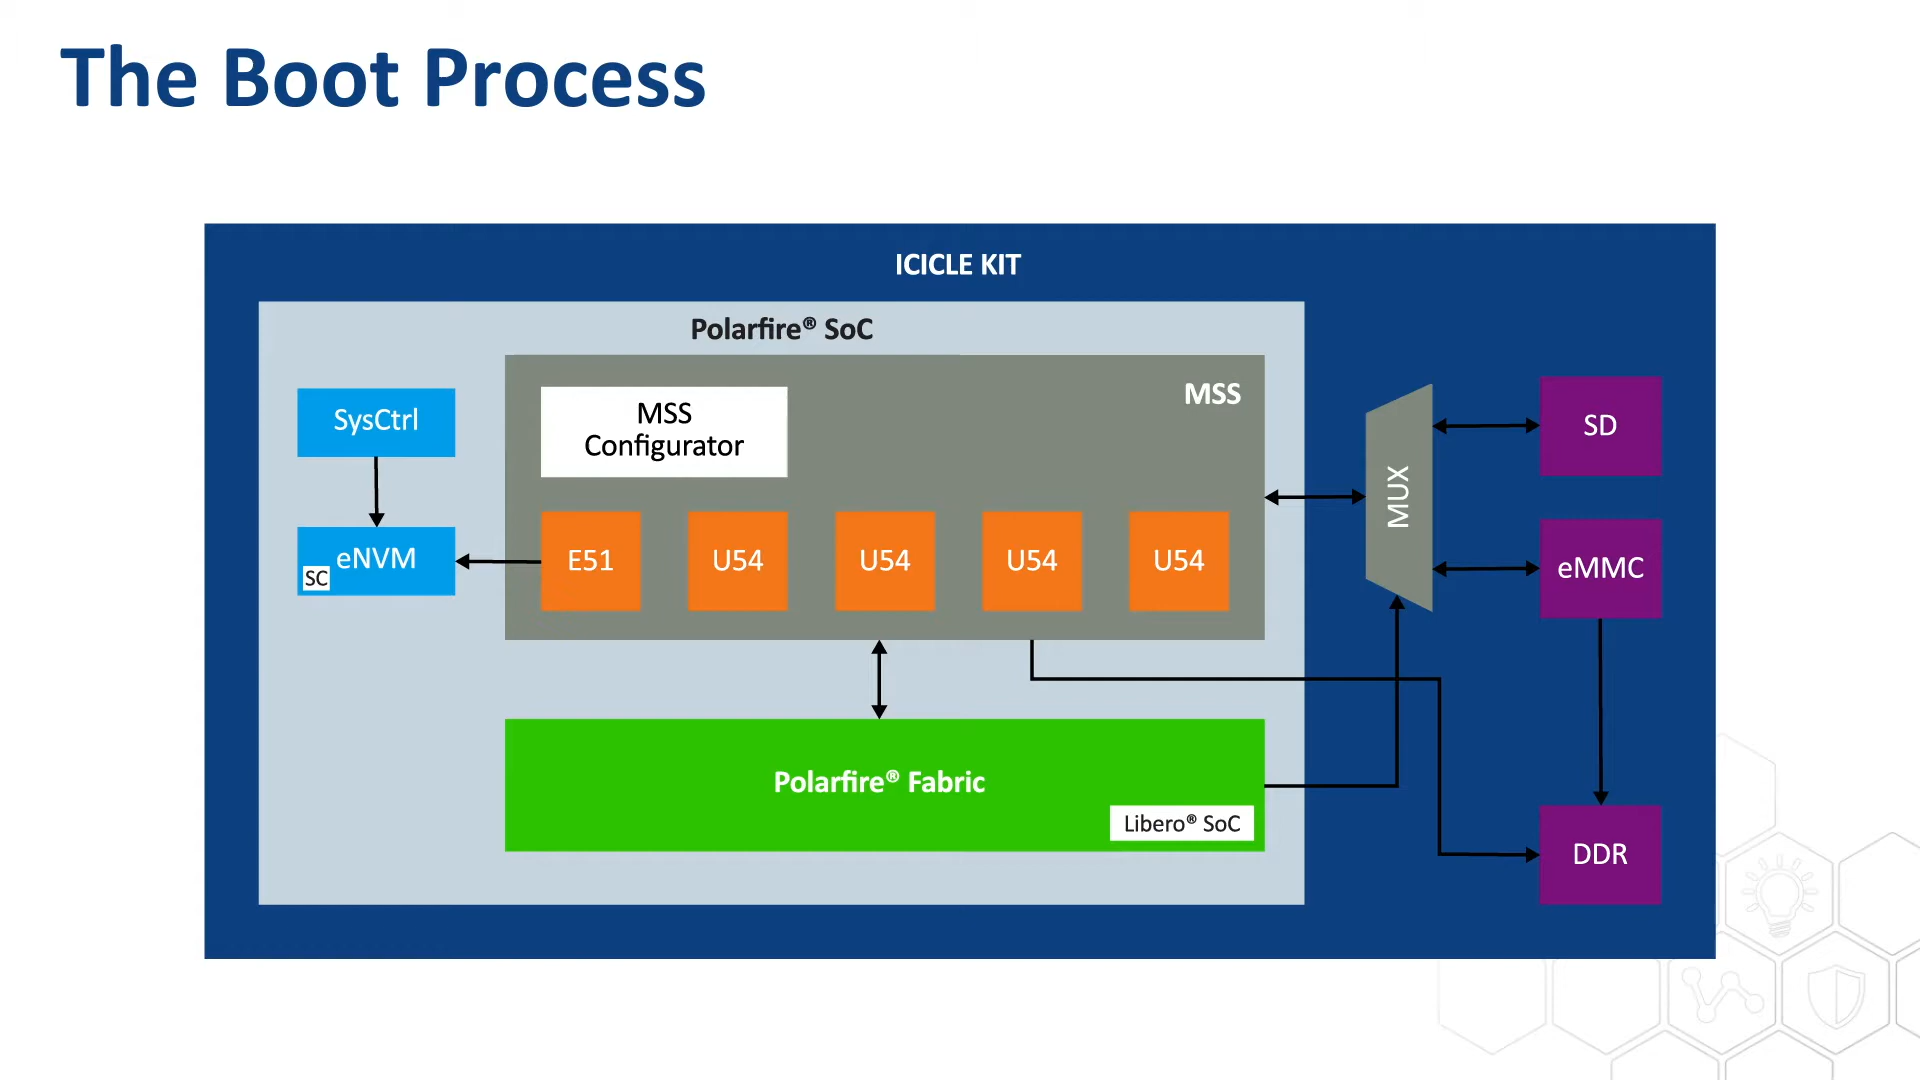 The Boot Process
ICICLE KIT
Polarfire® SoC
MSS
MSS
Configurator
SysCtrl
eNVM
SC
E51
U54
U54
U54
U54
MUX
SD
eMMC
DDR
Polarfire® Fabric
Libero® SoC